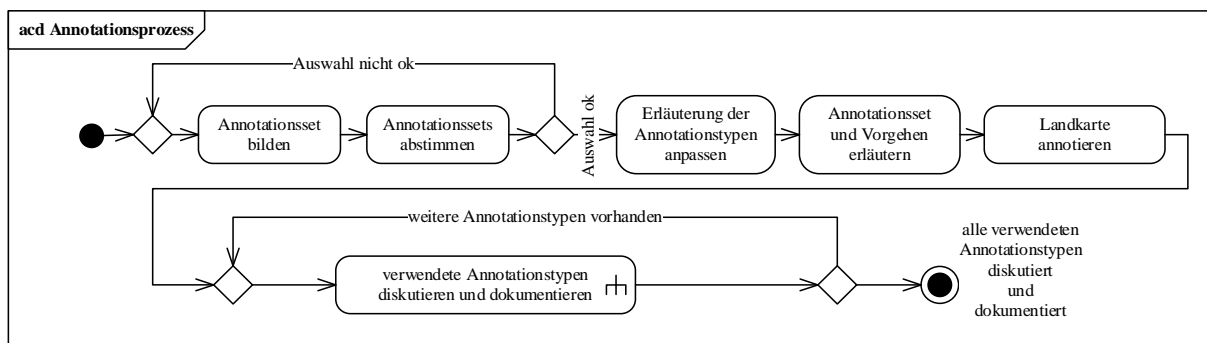 acd Annotationsprozess
Auswahl nicht ok
Annotationsset
bilden
Annotationssets
abstimmen
Auswahl ok
Erläuterung der
Annotationstypen
anpassen
Annotationsset
und Vorgehen
erläutern
Landkarte
annotieren
weitere Annotationstypen vorhanden
verwendete Annotationstypen
diskutieren und dokumentieren
alle verwendeten
Annotationstypen
diskutiert
und
dokumentiert